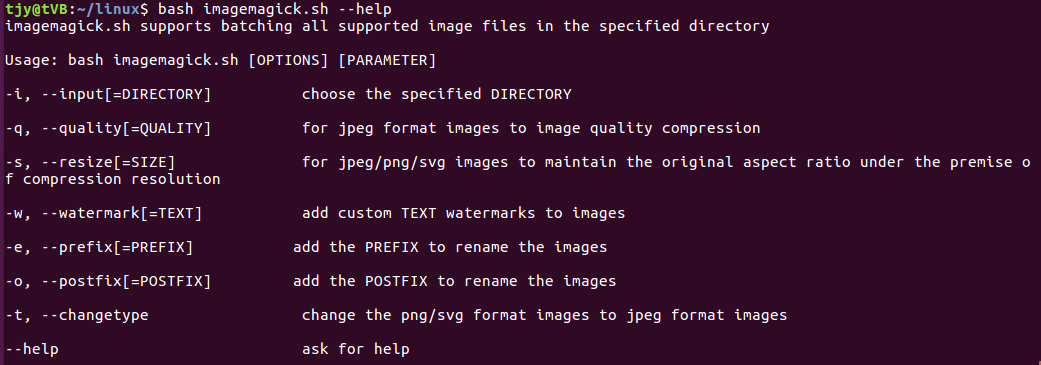 tjy@tVB:~/linux$ bash imagemagick.sh --help
imagemagick.sh supports batching all supported image files in the specified directory
Usage: bash imagemagick.sh [OPTIONS] [PARAMETER]
-i, --input[=DIRECTORY]          choose the specified DIRECTORY
-q, --quality[=QUALITY]          for jpeg format images to image quality compression
-s, --resize[=SIZE]              for jpeg/png/svg images to maintain the original aspect ratio under the premise o
f compression resolution
-w, --watermark[=TEXT]           add custom TEXT watermarks to images
-e, --prefix[=PREFIX]           add the PREFIX to rename the images
-o, --postfix[=POSTFIX]         add the POSTFIX to rename the images
-t, --changetype                 change the png/svg format images to jpeg format images
--help                           ask for help